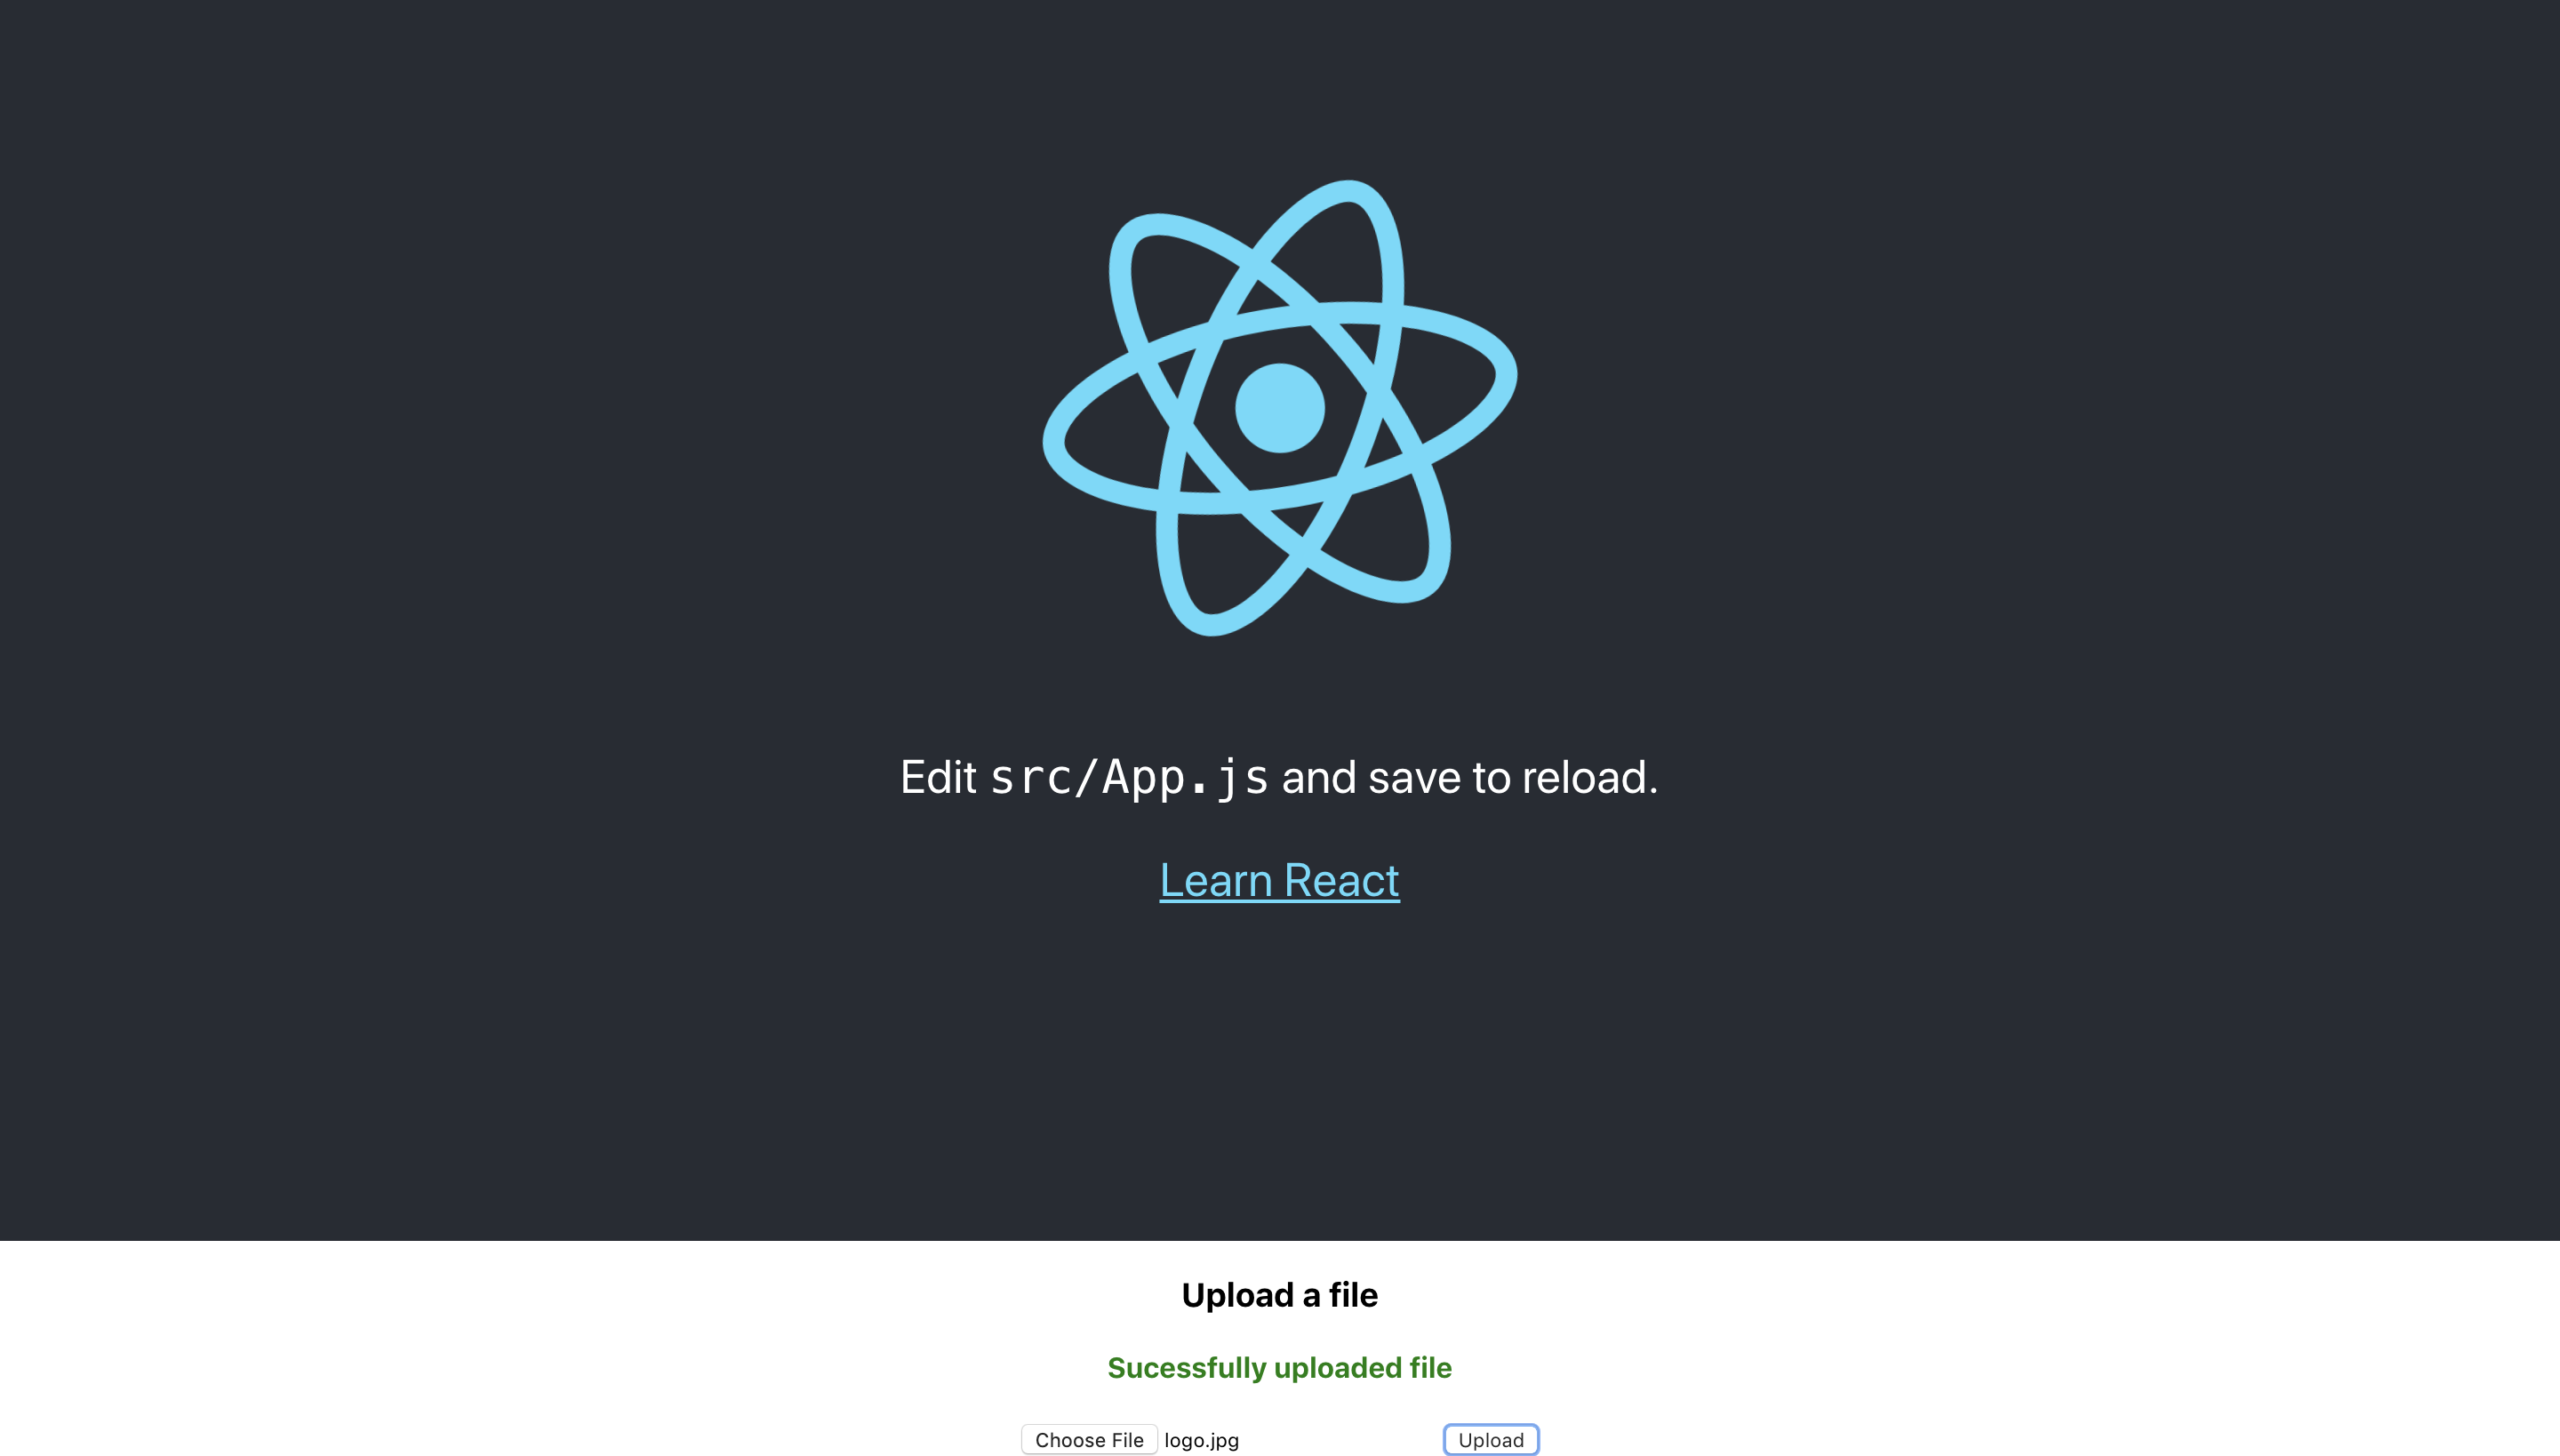 Edit src/App.js and save to reload.
Learn React
Upload a file
Sucessfully uploaded file
Choose File logo.jpg Upload